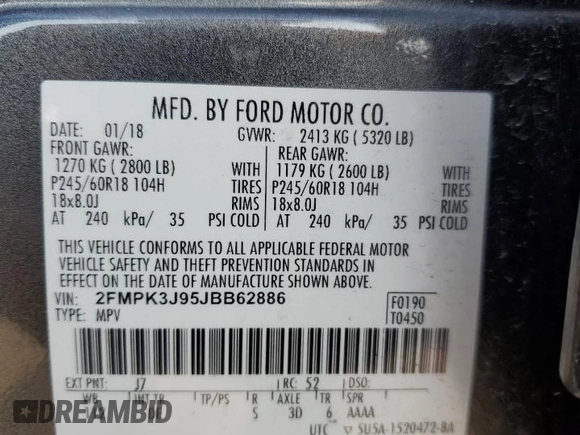 MFD. BY FORD MOTOR CO.
DATE: 01/18 GVWR: 2413 KG ( 5320 LB)
FRONT GAWR: REAR GAWR:
1270 KG ( 2800 LB) WITH 1179 KG ( 2600 LB) WITH
P245/60R18 104H TIRES P245/60R18 104H TIRES
18x8.0J RIMS 18x8.0J RIMS
AT 240 kPa/ 35 PSI COLD AT 240 kPa/ 35 PSI COLD
THIS VEHICLE CONFORMS TO ALL APPLICABLE FEDERAL MOTOR
VEHICLE SAFETY AND THEFT PREVENTION STANDARDS IN
EFFECT ON THE DATE OF MANUFACTURE SHOWN ABOVE.
VIN: 2FMPK3J95JBB62886 F0190
TYPE: MPV T0450
EXT PNT: J7 RC: 52 DSO:
WB INT TR TP/PS R AXLE TR SPR
S 3D 6 AAAA
UTC 5U5A-1520472-BA
DREAMBID